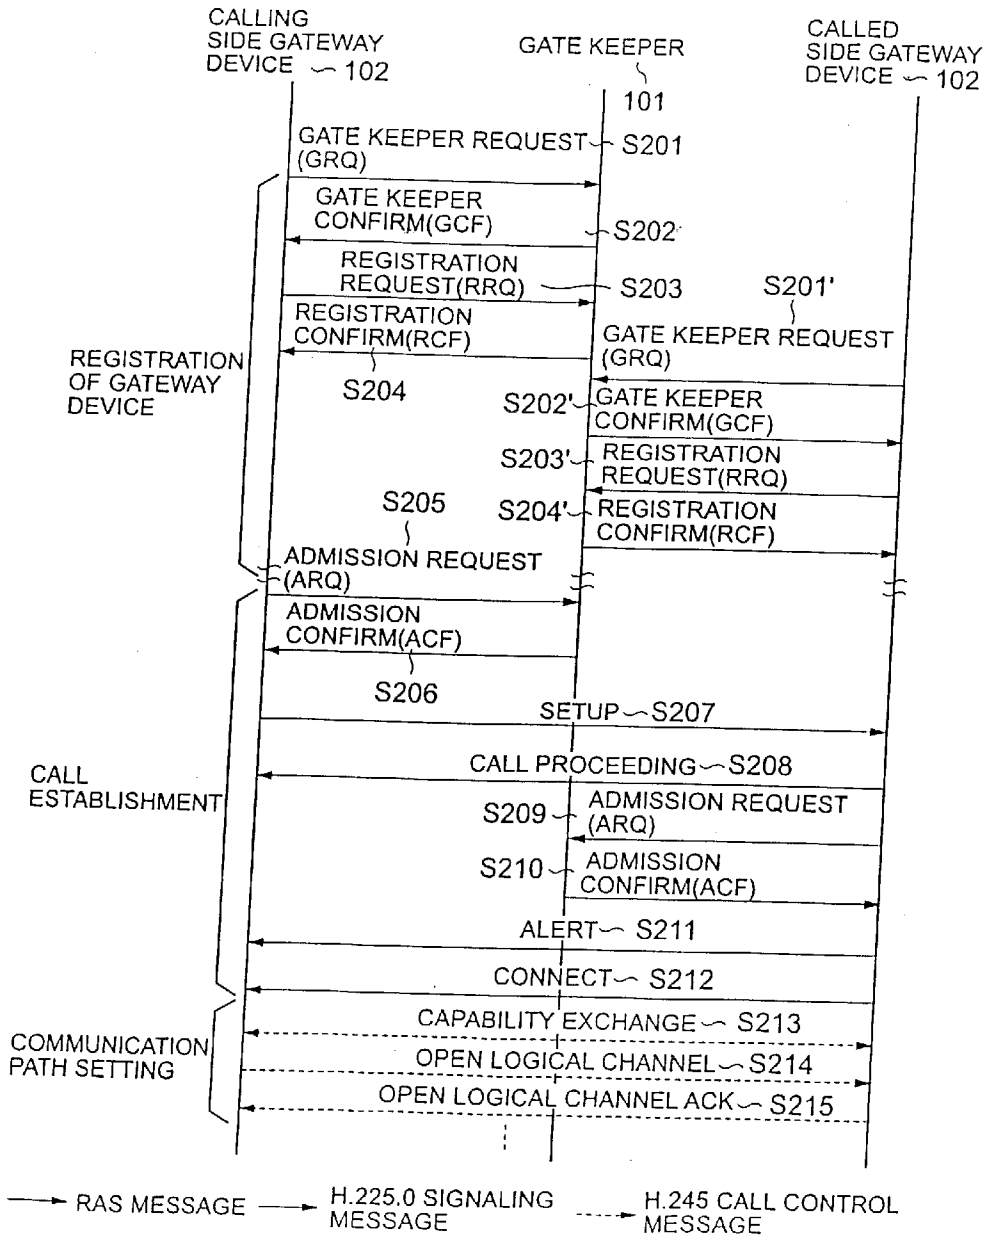 CALLING
SIDE GATEWAY
DEVICE 102
GATE KEEPER
101
CALLED
SIDE GATEWAY
DEVICE 102
GATE KEEPER REQUEST S201
(GRQ)
GATE KEEPER
CONFIRM(GCF) S202
REGISTRATION
REQUEST(RRQ) S203
S201'
REGISTRATION
CONFIRM(RCF)
GATE KEEPER REQUEST
(GRQ)
REGISTRATION
OF GATEWAY
DEVICE
S204
S202' GATE KEEPER
CONFIRM(GCF)
S203' REGISTRATION
REQUEST(RRQ)
S205
S204' REGISTRATION
CONFIRM(RCF)
ADMISSION REQUEST
(ARQ)
ADMISSION
CONFIRM(ACF)
S206
SETUP S207
CALL
ESTABLISHMENT
CALL PROCEEDING S208
S209 ADMISSION REQUEST
(ARQ)
S210 ADMISSION
CONFIRM(ACF)
ALERT S211
CONNECT S212
COMMUNICATION
PATH SETTING
CAPABILITY EXCHANGE S213
OPEN LOGICAL CHANNEL S214
OPEN LOGICAL CHANNEL ACK S215
RAS MESSAGE
H.225.0 SIGNALING
MESSAGE
H.245 CALL CONTROL
MESSAGE